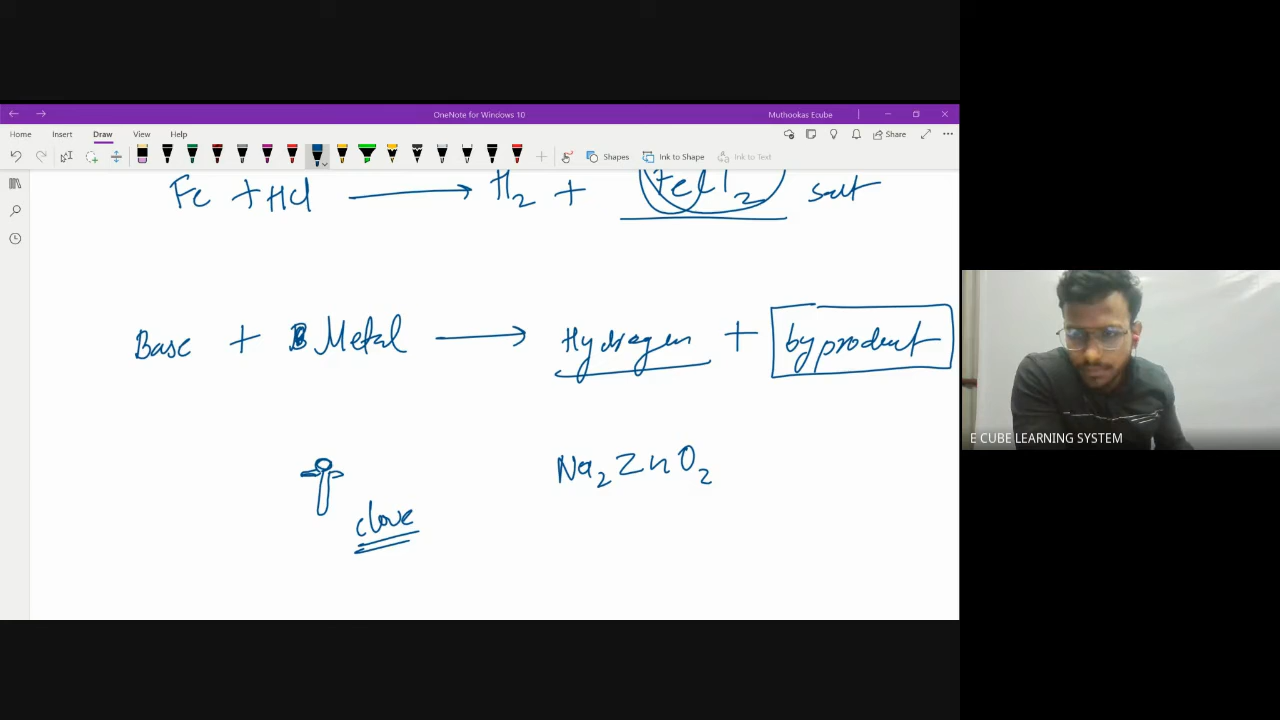 OneNote for Windows 10
Muthookas Ecube
Home Insert Draw View Help
Share
Shapes
Ink to Shape
Ink to Text
Fe + HCl → H2 + FeCl2 salt
Base + Metal → Hydrogen + byproduct
Na2ZnO2
clove
E CUBE LEARNING SYSTEM